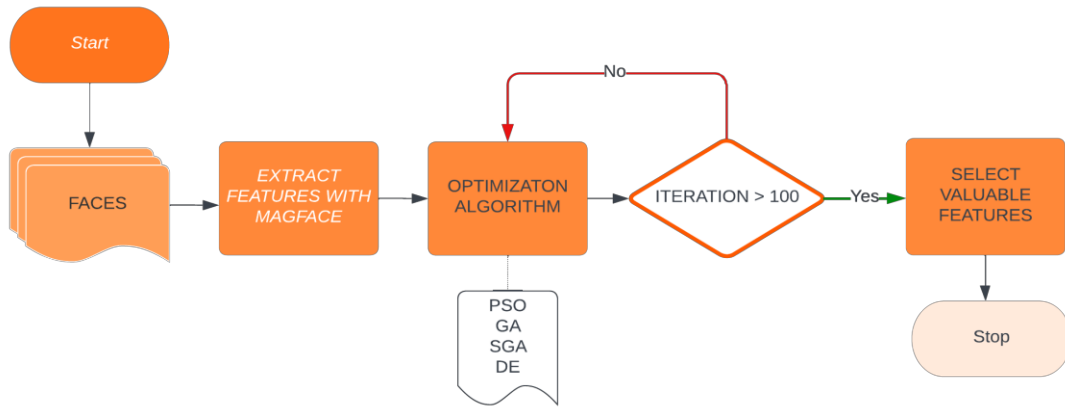 Start
No
FACES
EXTRACT
FEATURES WITH
MAGFACE
OPTIMIZATON
ALGORITHM
ITERATION > 100
Yes
SELECT
VALUABLE
FEATURES
PSO
GA
SGA
DE
Stop